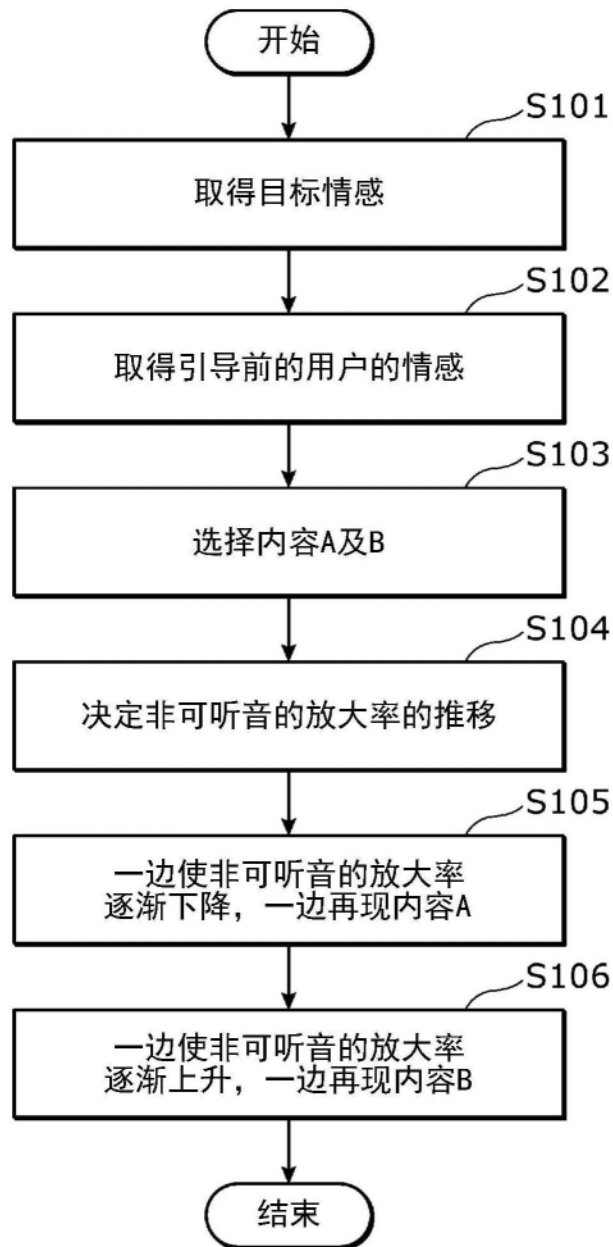 开始
S101
取得目标情感
S102
取得引导前的用户的情感
S103
选择内容A及B
S104
决定非可听音的放大率的推移
S105
一边使非可听音的放大率
逐渐下降，一边再现内容A
S106
一边使非可听音的放大率
逐渐上升，一边再现内容B
结束